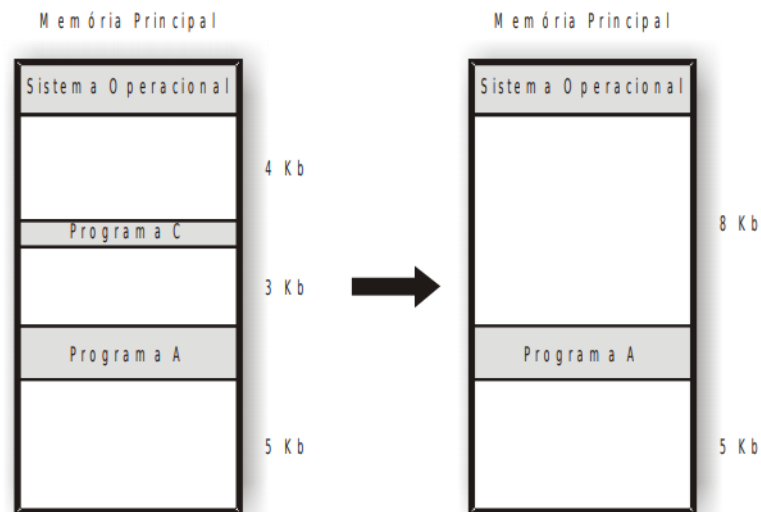 Memória Principal
Sistema Operacional
4 Kb
Programa C
3 Kb
Programa A
5 Kb
Memória Principal
Sistema Operacional
8 Kb
Programa A
5 Kb